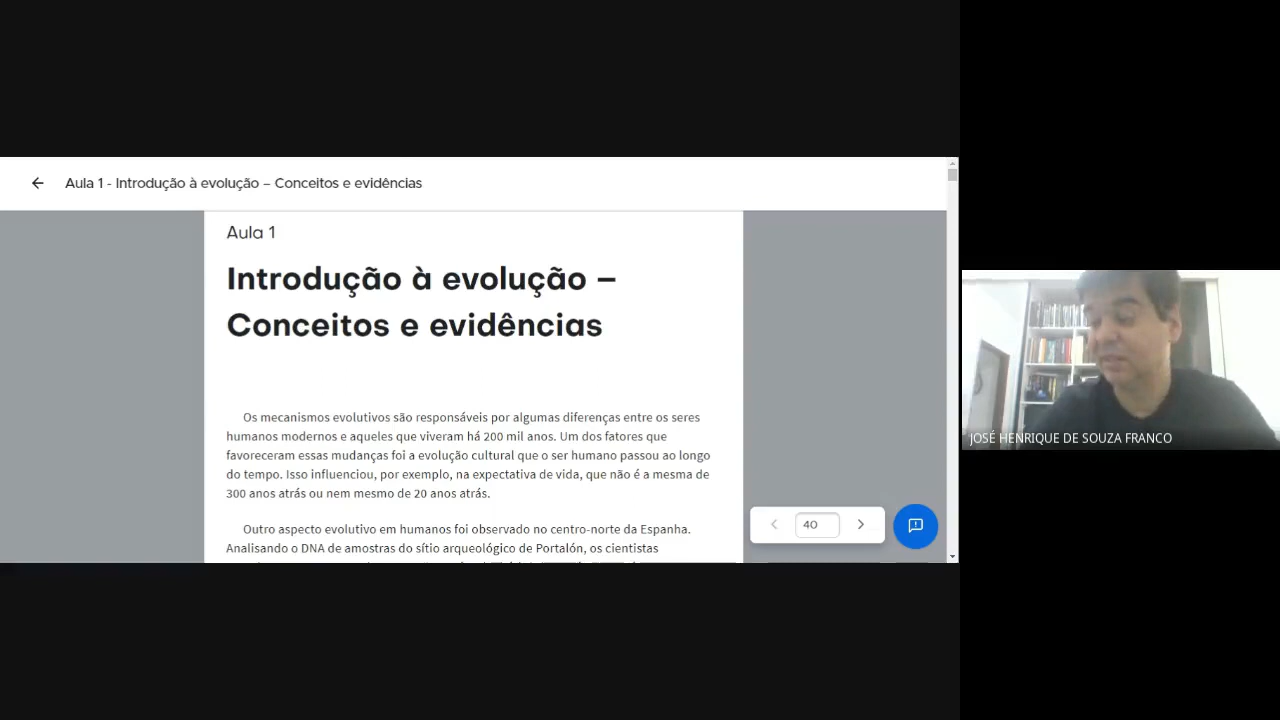 Aula 1 - Introdução à evolução – Conceitos e evidências
Aula 1
Introdução à evolução –
Conceitos e evidências
Os mecanismos evolutivos são responsáveis por algumas diferenças entre os seres
humanos modernos e aqueles que viveram há 200 mil anos. Um dos fatores que
favoreceram essas mudanças foi a evolução cultural que o ser humano passou ao longo
do tempo. Isso influenciou, por exemplo, na expectativa de vida, que não é a mesma de
300 anos atrás ou nem mesmo de 20 anos atrás.
Outro aspecto evolutivo em humanos foi observado no centro-norte da Espanha.
Analisando o DNA de amostras do sítio arqueológico de Portalón, os cientistas
40
JOSÉ HENRIQUE DE SOUZA FRANCO